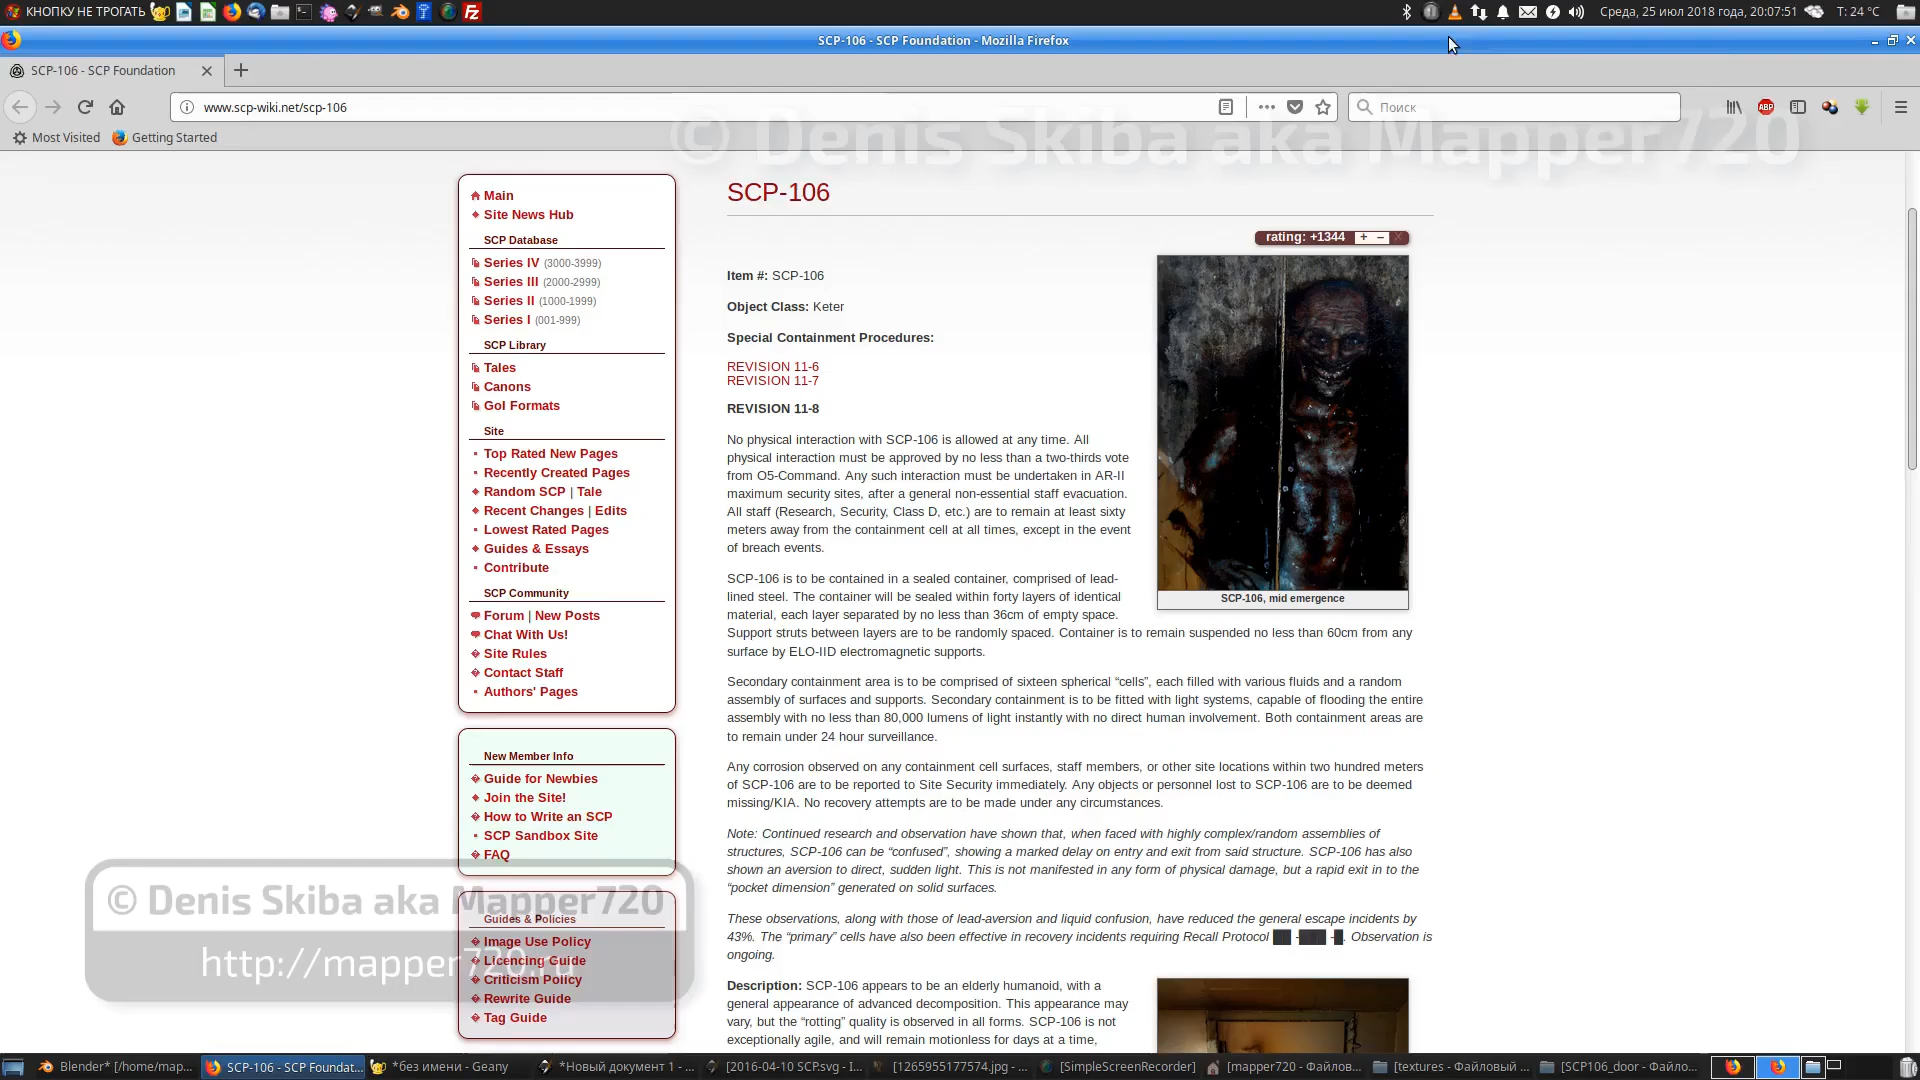 КНОПКУ НЕ ТРОГАТЬ
Среда, 25 июл 2018 года, 20:07:51
T: 24 °C
SCP-106 - SCP Foundation - Mozilla Firefox
SCP-106 - SCP Foundation
www.scp-wiki.net/scp-106
Поиск
ABP
Most Visited
Getting Started
© Denis Skiba aka Mapper720
Main
Site News Hub
SCP Database
Series IV (3000-3999)
Series III (2000-2999)
Series II (1000-1999)
Series I (001-999)
SCP Library
Tales
Canons
GoI Formats
Site
Top Rated New Pages
Recently Created Pages
Random SCP | Tale
Recent Changes | Edits
Lowest Rated Pages
Guides & Essays
Contribute
SCP Community
Forum | New Posts
Chat With Us!
Site Rules
Contact Staff
Authors' Pages
New Member Info
Guide for Newbies
Join the Site!
How to Write an SCP
SCP Sandbox Site
FAQ
Guides & Policies
Image Use Policy
Licencing Guide
Criticism Policy
Rewrite Guide
Tag Guide
© Denis Skiba aka Mapper720
http://mapper720.ru
SCP-106
rating: +1344 + –
Item #: SCP-106
Object Class: Keter
Special Containment Procedures:
REVISION 11-6
REVISION 11-7
REVISION 11-8
No physical interaction with SCP-106 is allowed at any time. All
physical interaction must be approved by no less than a two-thirds vote
from O5-Command. Any such interaction must be undertaken in AR-II
maximum security sites, after a general non-essential staff evacuation.
All staff (Research, Security, Class D, etc.) are to remain at least sixty
meters away from the containment cell at all times, except in the event
of breach events.
SCP-106, mid emergence
SCP-106 is to be contained in a sealed container, comprised of lead-
lined steel. The container will be sealed within forty layers of identical
material, each layer separated by no less than 36cm of empty space.
Support struts between layers are to be randomly spaced. Container is to remain suspended no less than 60cm from any
surface by ELO-IID electromagnetic supports.
Secondary containment area is to be comprised of sixteen spherical “cells”, each filled with various fluids and a random
assembly of surfaces and supports. Secondary containment is to be fitted with light systems, capable of flooding the entire
assembly with no less than 80,000 lumens of light instantly with no direct human involvement. Both containment areas are
to remain under 24 hour surveillance.
Any corrosion observed on any containment cell surfaces, staff members, or other site locations within two hundred meters
of SCP-106 are to be reported to Site Security immediately. Any objects or personnel lost to SCP-106 are to be deemed
missing/KIA. No recovery attempts are to be made under any circumstances.
Note: Continued research and observation have shown that, when faced with highly complex/random assemblies of
structures, SCP-106 can be “confused”, showing a marked delay on entry and exit from said structure. SCP-106 has also
shown an aversion to direct, sudden light. This is not manifested in any form of physical damage, but a rapid exit in to the
“pocket dimension” generated on solid surfaces.
These observations, along with those of lead-aversion and liquid confusion, have reduced the general escape incidents by
43%. The “primary” cells have also been effective in recovery incidents requiring Recall Protocol ██ -███ -█. Observation is
ongoing.
Description: SCP-106 appears to be an elderly humanoid, with a
general appearance of advanced decomposition. This appearance may
vary, but the “rotting” quality is observed in all forms. SCP-106 is not
exceptionally agile, and will remain motionless for days at a time,
Blender* [/home/map...
SCP-106 - SCP Foundat...
*без имени - Geany
*Новый документ 1 - ...
[2016-04-10 SCP.svg - I...
[1265955177574.jpg - ...
[SimpleScreenRecorder]
[mapper720 - Файлов...
[textures - Файловый ...
[SCP106_door - Файло...